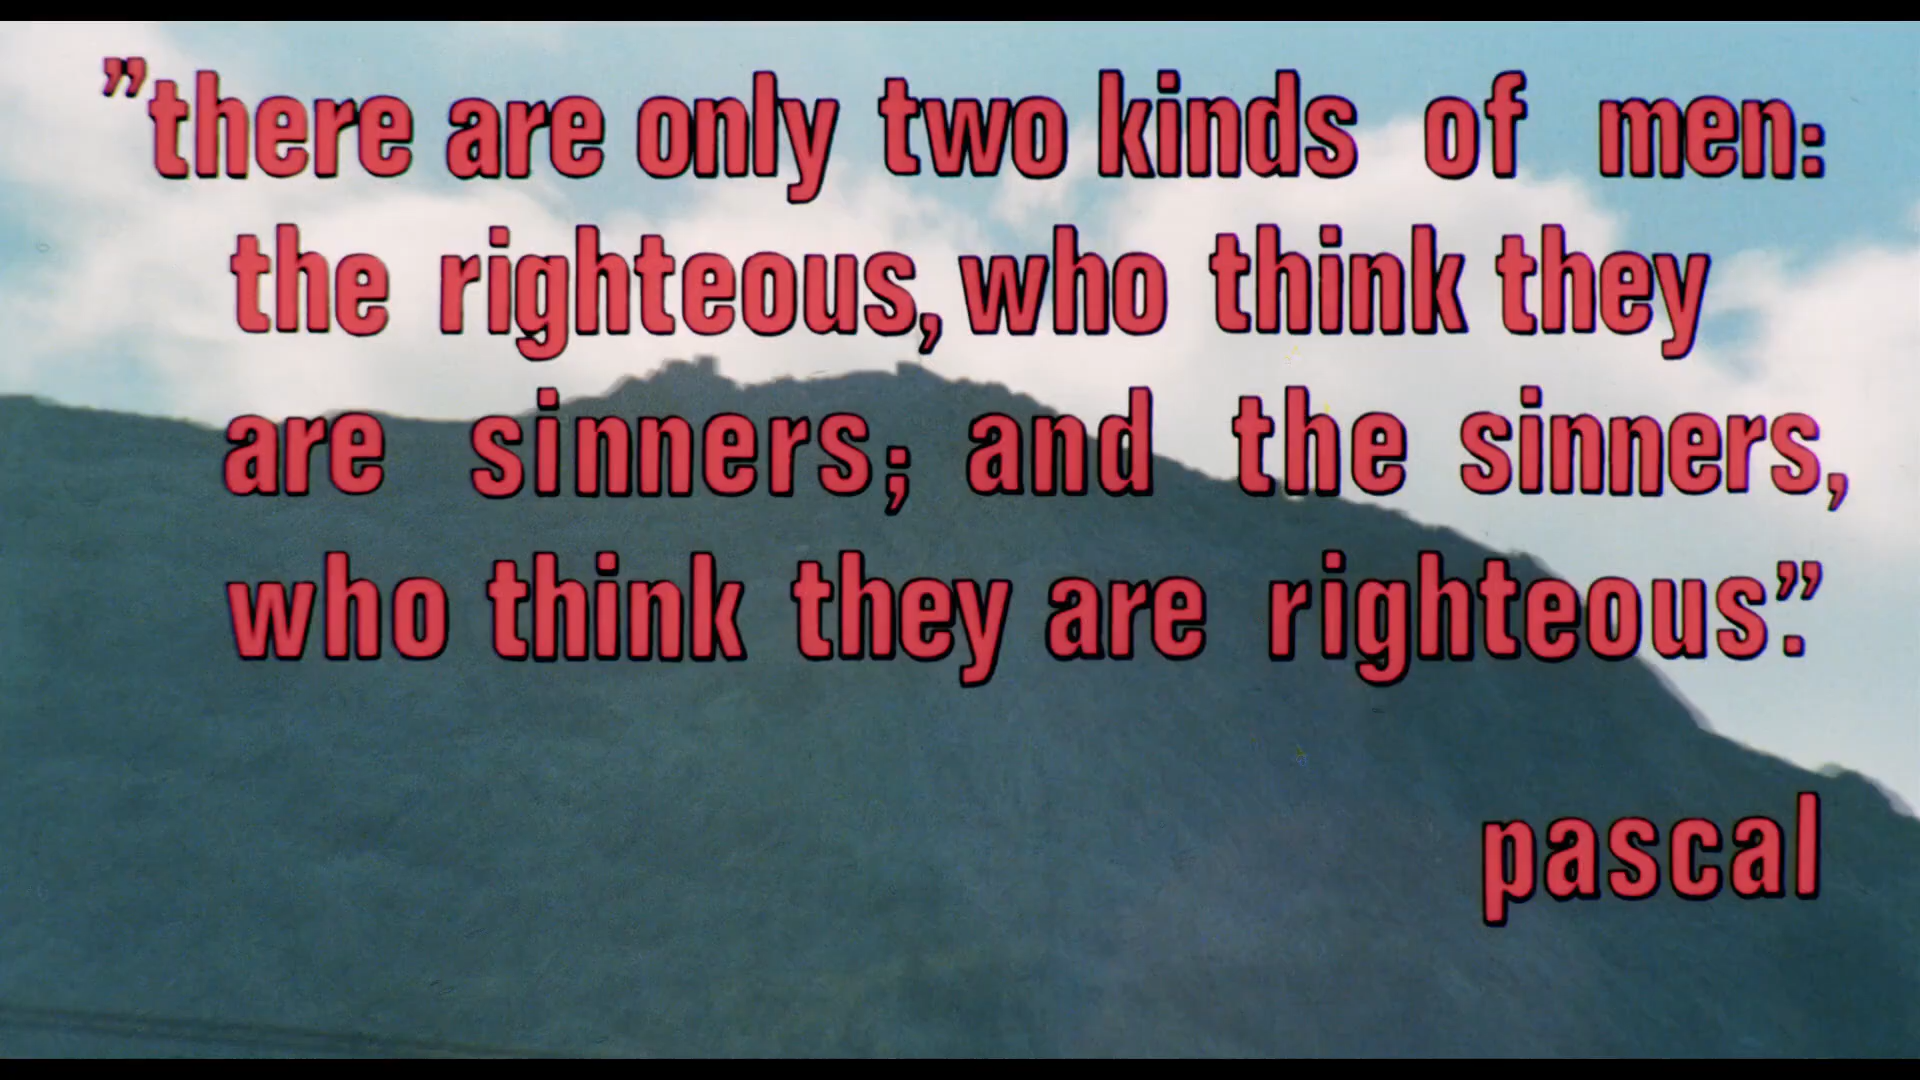 ”there are only two kinds of men:
the righteous, who think they
are sinners; and the sinners,
who think they are righteous”.
pascal